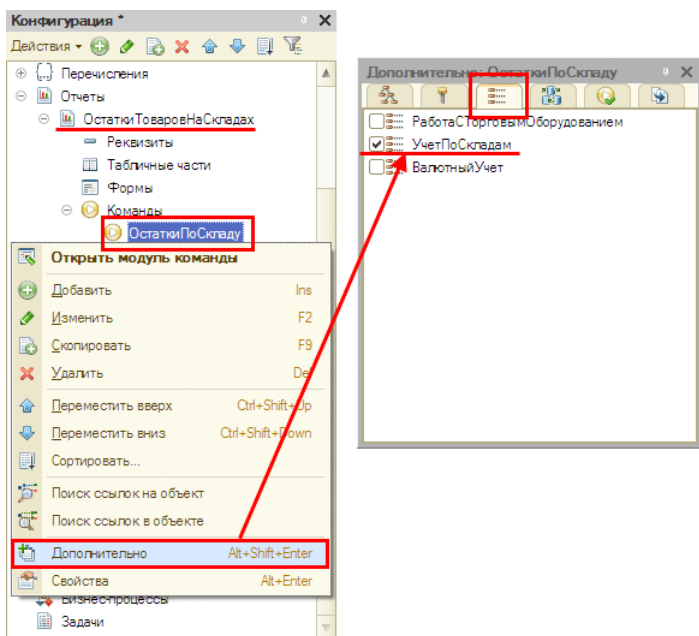 Конфигурация *
Действия
Перечисления
Отчеты
ОстаткиТоваровНаСкладах
Реквизиты
Табличные части
Формы
Команды
ОстаткиПоСкладу
Открыть модуль команды
Добавить Ins
Изменить F2
Скопировать F9
Удалить Del
Переместить вверх Ctrl+Shift+Up
Переместить вниз Ctrl+Shift+Down
Сортировать...
Поиск ссылок на объект
Поиск ссылок в объекте
Дополнительно Alt+Shift+Enter
Свойства Alt+Enter
Бизнес-процессы
Задачи
Дополнительно: ОстаткиПоСкладу
РаботаСТорговымОборудованием
УчетПоСкладам
ВалютныйУчет